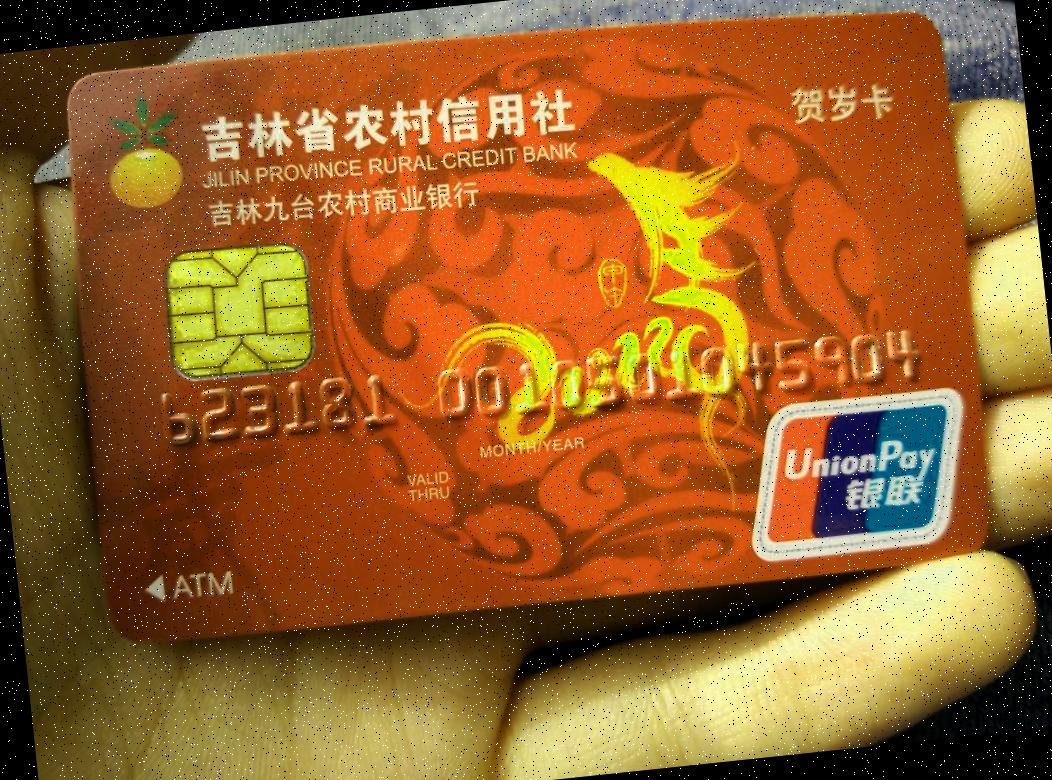 吉林省农村信用社
贺岁卡
JILIN PROVINCE RURAL CREDIT BANK
吉林九台农村商业银行
623181
MONTH/YEAR
VALID
THRU
UnionPay
银联
ATM